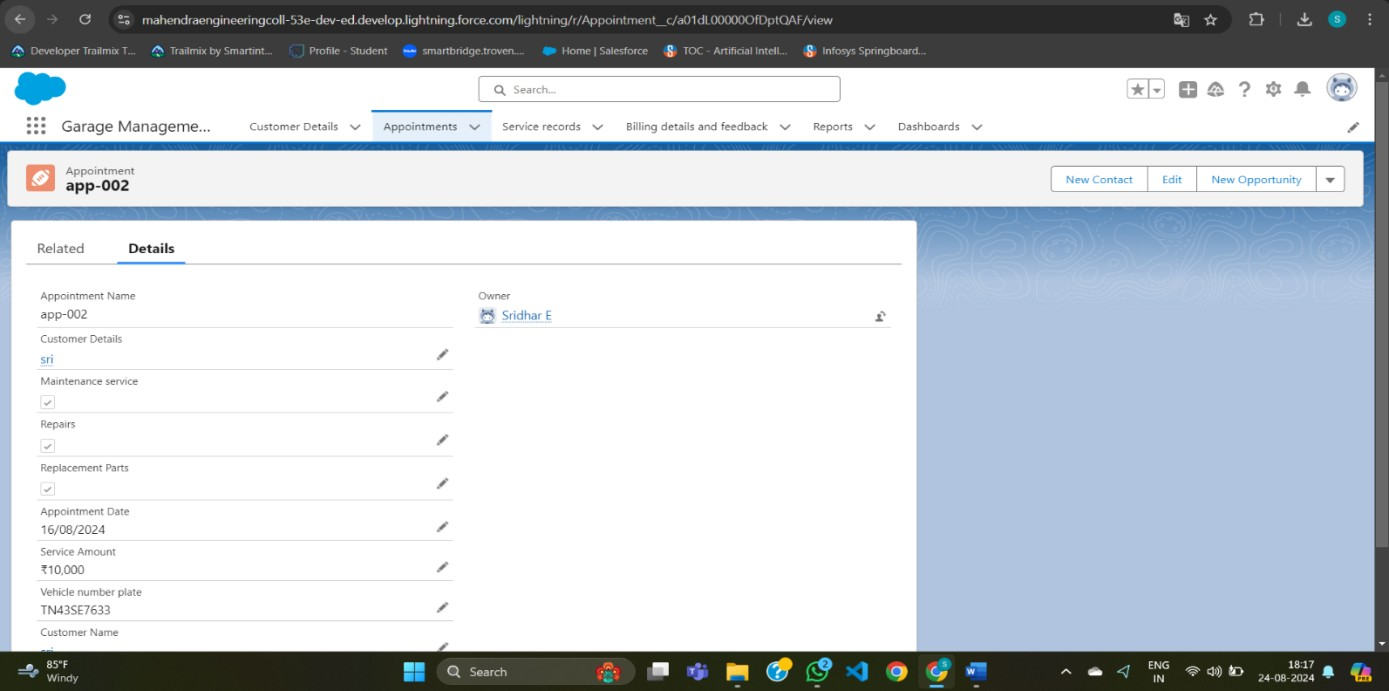 mahendraengineeringcoll-53e-dev-ed.develop.lightning.force.com/lightning/r/Appointment__c/a01dL00000OfDptQAF/view
S
Developer Trailmix T... Trailmix by Smartint... Profile - Student smartbridge.troven.... Home | Salesforce TOC - Artificial Intell... Infosys Springboard...
Search...
Garage Manageme... Customer Details Appointments Service records Billing details and feedback Reports Dashboards
Appointment
app-002
New Contact Edit New Opportunity
Related Details
Appointment Name
app-002
Owner
Sridhar E
Customer Details
sri
Maintenance service
Repairs
Replacement Parts
Appointment Date
16/08/2024
Service Amount
₹10,000
Vehicle number plate
TN43SE7633
Customer Name
sri
85°F
Windy
Search
2
S
ENG
IN
18:17
24-08-2024